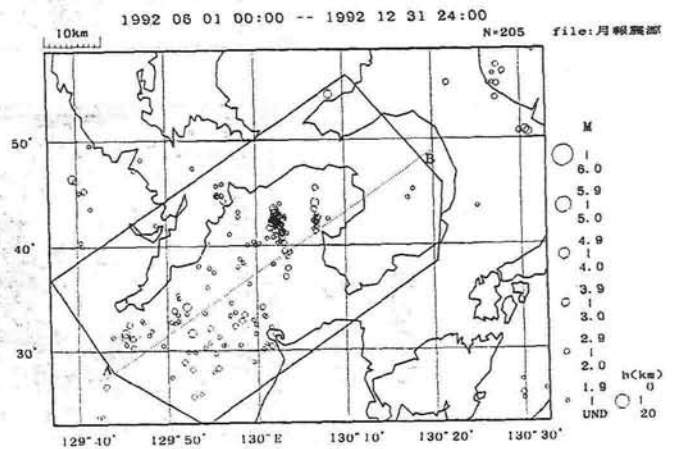 1992 06 01 00:00 -- 1992 12 31 24:00
10km
N=205
file:月報震源
50'
40'
30'
B
A
M
6.0
5.9
5.0
4.9
4.0
3.9
3.0
2.9
2.0
1.9
UND
h(km)
0
20
129°40' 129°50' 130°E 130°10' 130°20' 130°30'